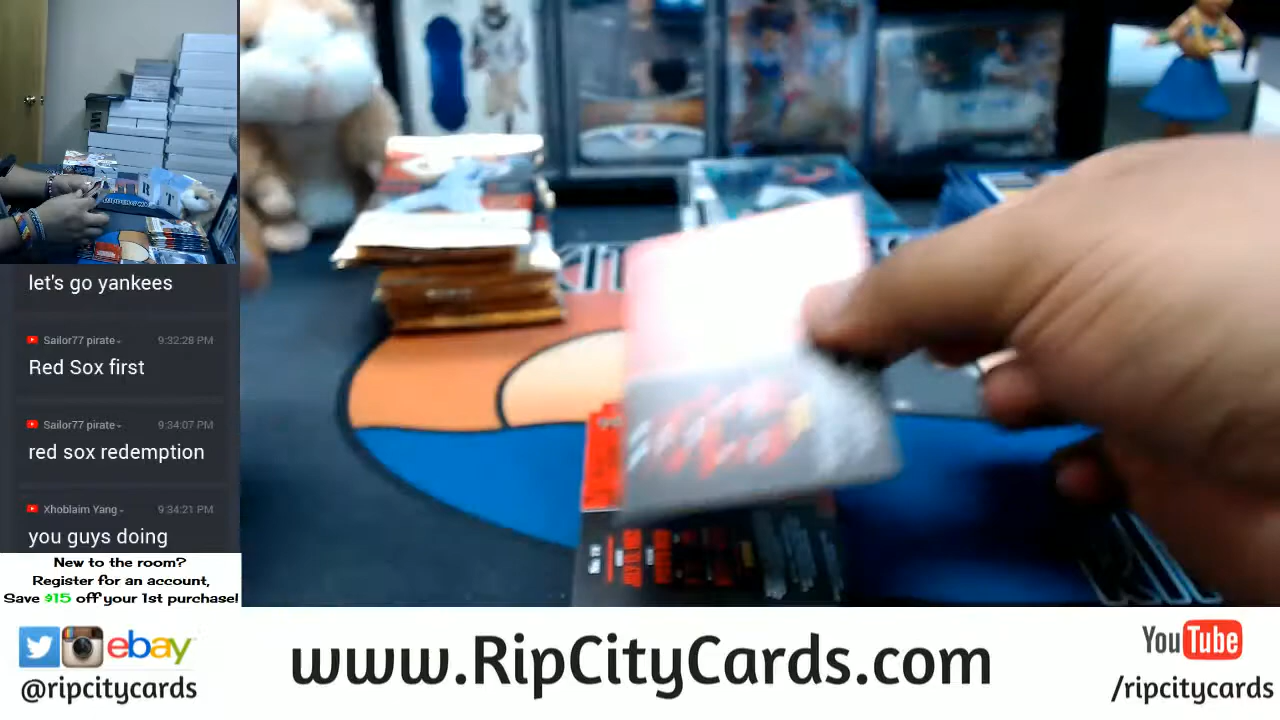 let's go yankees
Sailor77 pirate 9:32:28 PM
Red Sox first
Sailor77 pirate 9:34:07 PM
red sox redemption
Xhoblaim Yang 9:34:21 PM
you guys doing
New to the room?
Register for an account,
Save $15 off your 1st purchase!
ebay
@ripcitycards
www.RipCityCards.com
YouTube
/ripcitycards